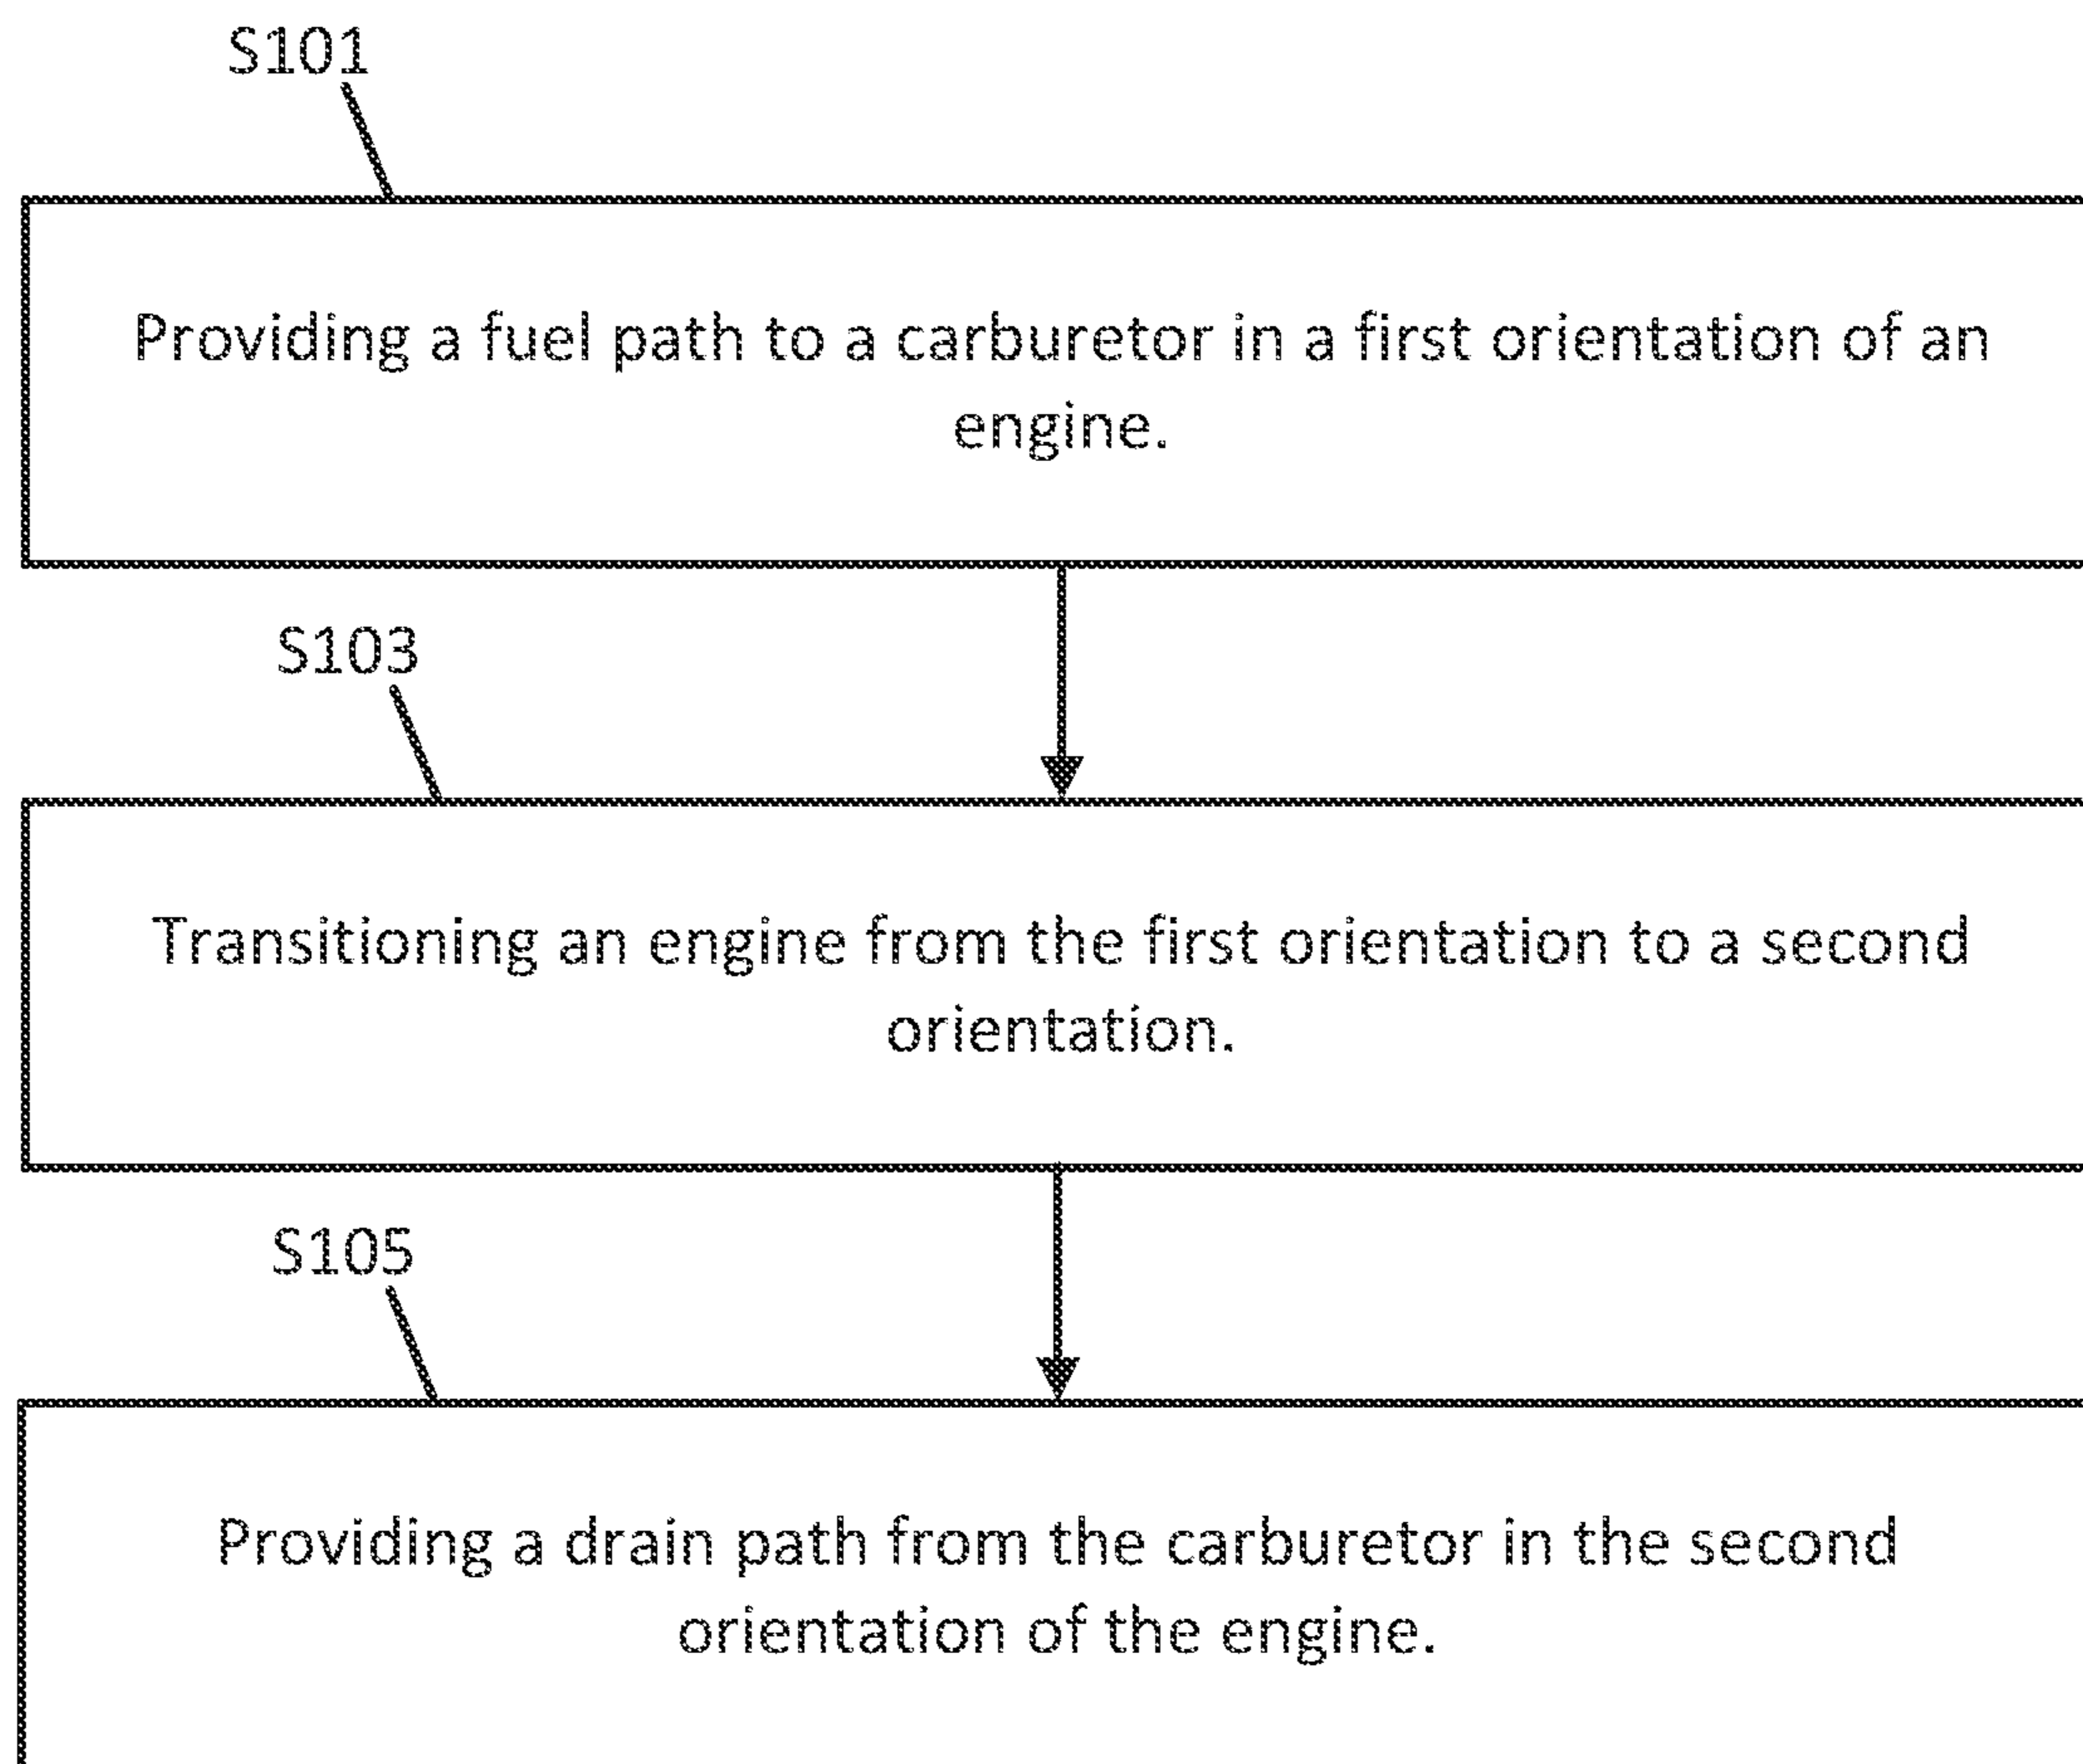 S101
Providing a fuel path to a carburetor in a first orientation of an
engine.
S103
Transitioning an engine from the first orientation to a second
orientation.
S105
Providing a drain path from the carburetor in the second
orientation of the engine.